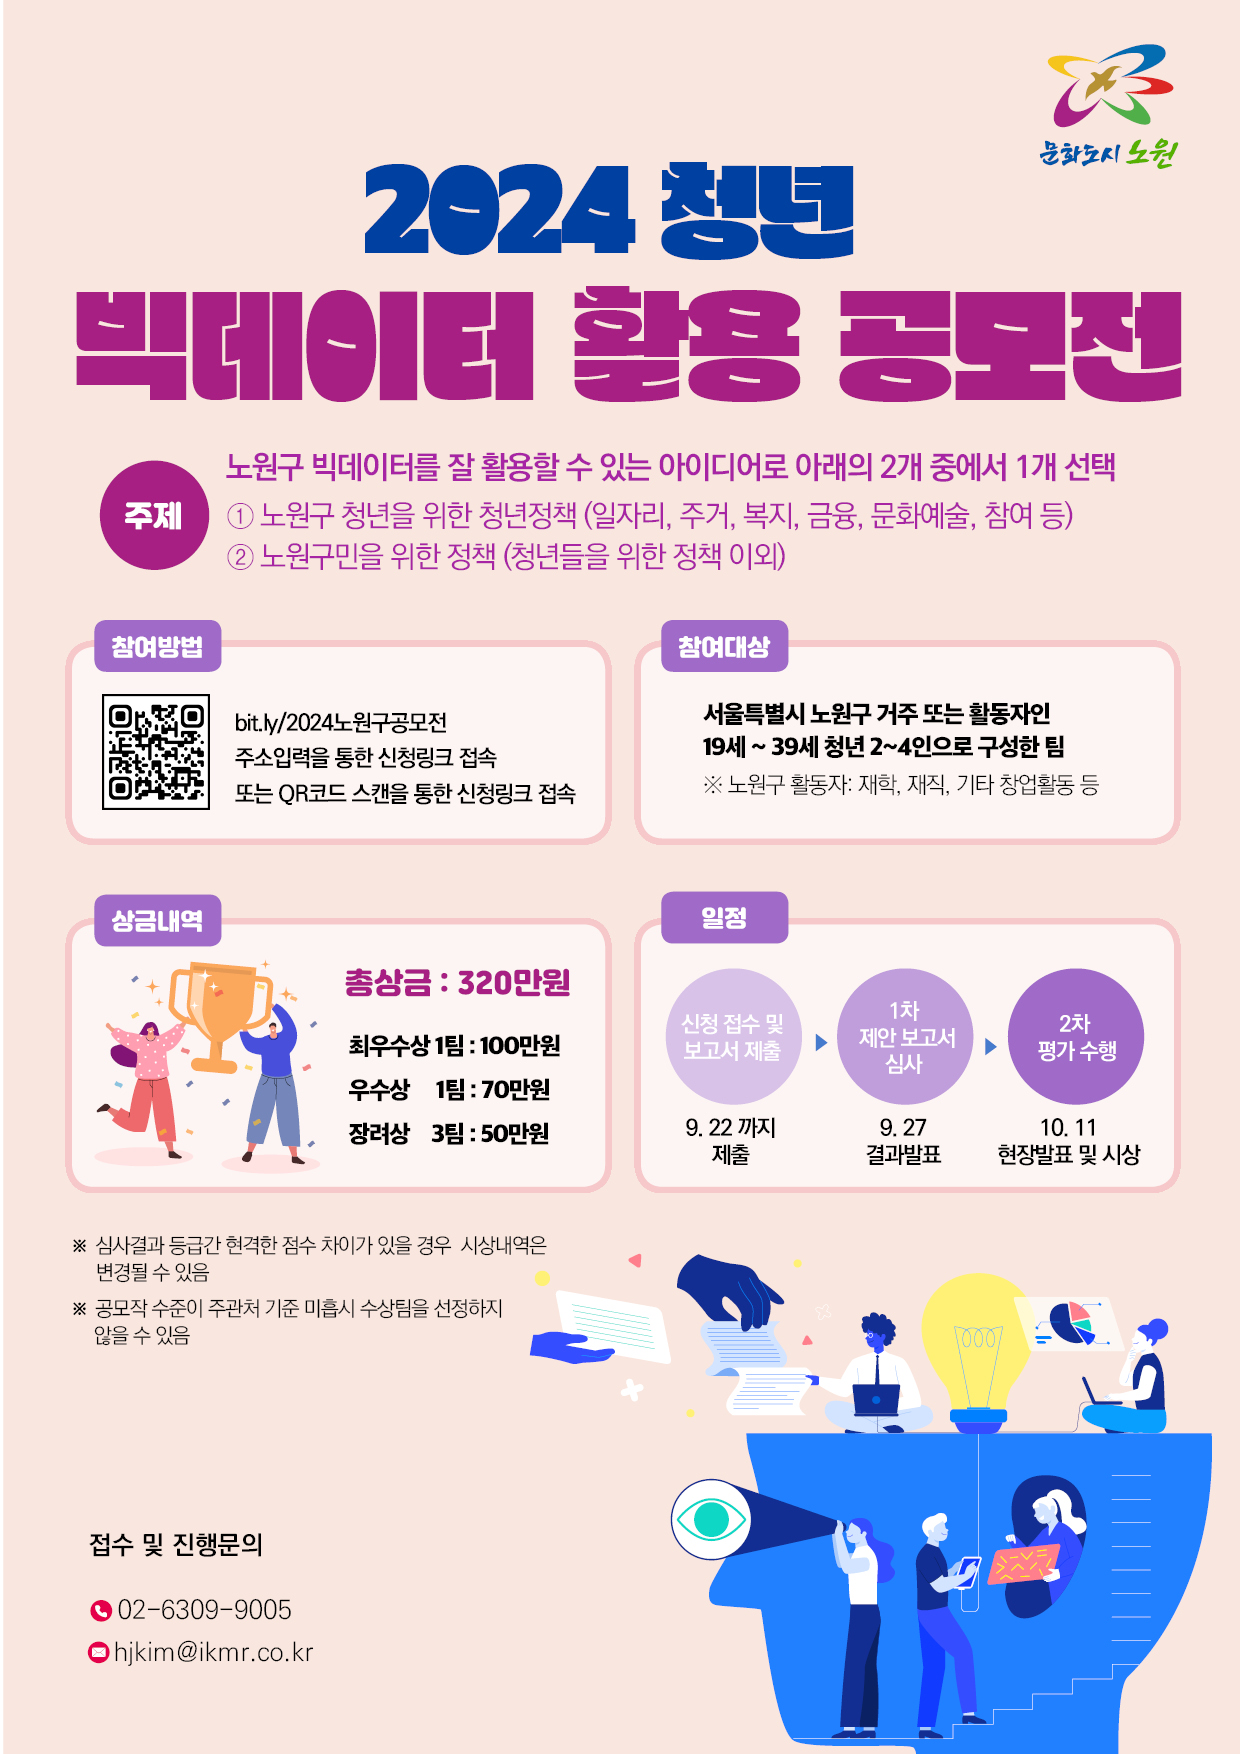 문화도시 노원
2024 청년
빅데이터 활용 공모전
주제
노원구 빅데이터를 잘 활용할 수 있는 아이디어로 아래의 2개 중에서 1개 선택
① 노원구 청년을 위한 청년정책 (일자리, 주거, 복지, 금융, 문화예술, 참여 등)
② 노원구민을 위한 정책 (청년들을 위한 정책 이외)
참여방법
bit.ly/2024노원구공모전
주소입력을 통한 신청링크 접속
또는 QR코드 스캔을 통한 신청링크 접속
참여대상
서울특별시 노원구 거주 또는 활동자인
19세 ~ 39세 청년 2~4인으로 구성한 팀
※ 노원구 활동자: 재학, 재직, 기타 창업활동 등
상금내역
총상금 : 320만원
최우수상 1팀 : 100만원
우수상 1팀 : 70만원
장려상 3팀 : 50만원
일정
신청 접수 및
보고서 제출
9. 22 까지
제출
1차
제안 보고서
심사
9. 27
결과발표
2차
평가 수행
10. 11
현장발표 및 시상
※ 심사결과 등급간 현격한 점수 차이가 있을 경우 시상내역은
변경될 수 있음
※ 공모작 수준이 주관처 기준 미흡시 수상팀을 선정하지
않을 수 있음
접수 및 진행문의
02-6309-9005
hjkim@ikmr.co.kr